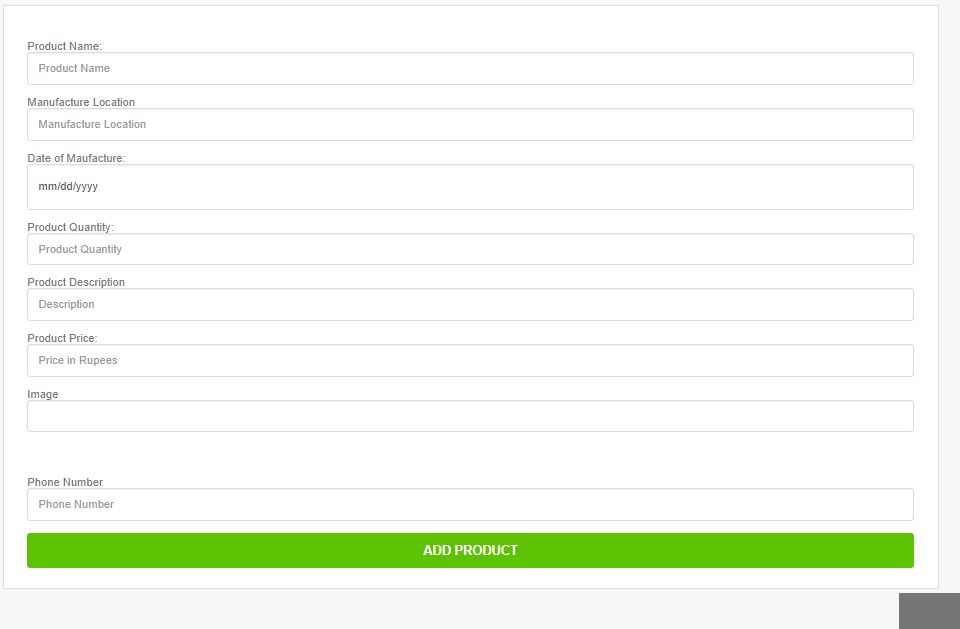 Product Name:
Product Name
Manufacture Location
Manufacture Location
Date of Maufacture:
mm/dd/yyyy
Product Quantity:
Product Quantity
Product Description
Description
Product Price:
Price in Rupees
Image
Phone Number
Phone Number
ADD PRODUCT